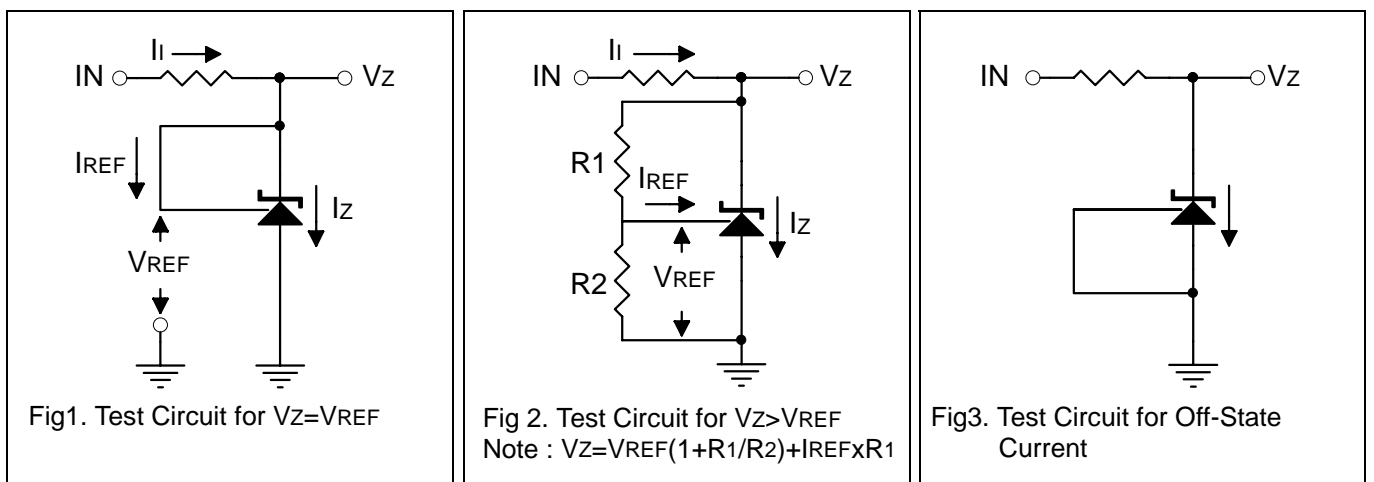 II
IN
VZ
IREF
IZ
VREF
Fig1. Test Circuit for VZ=VREF
II
IN
VZ
R1
IREF
IZ
R2
VREF
Fig 2. Test Circuit for VZ>VREF
Note : VZ=VREF(1+R1/R2)+IREFxR1
IN
VZ
Fig3. Test Circuit for Off-State
Current